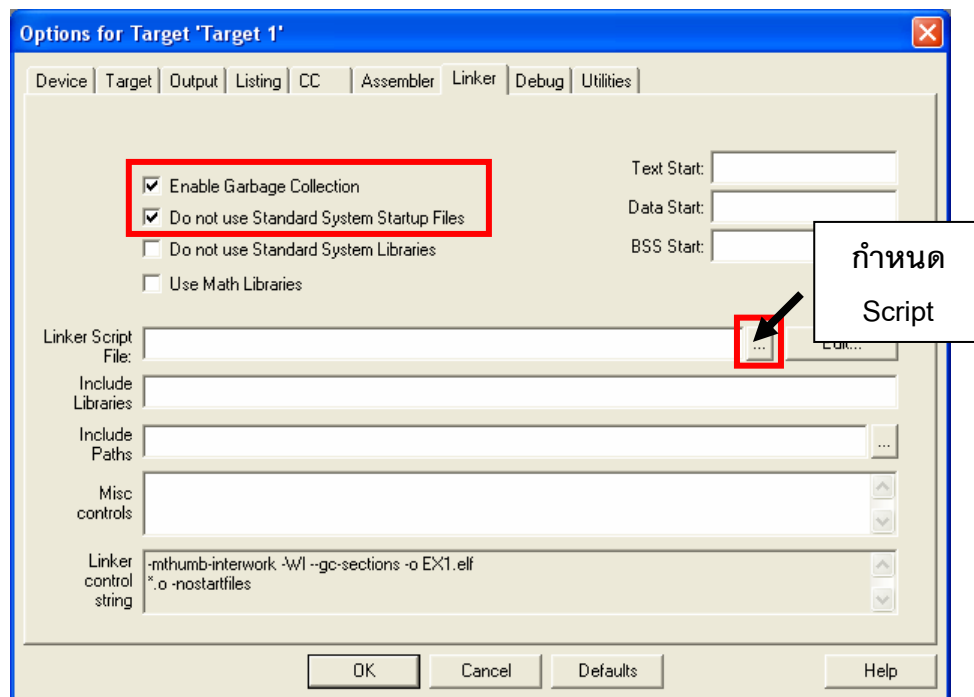 Options for Target 'Target 1'
Device Target Output Listing CC Assembler Linker Debug Utilities
Enable Garbage Collection
Do not use Standard System Startup Files
Do not use Standard System Libraries
Use Math Libraries
Text Start:
Data Start:
BSS Start:
กำหนด
Script
Linker Script
File:
... Edit...
Include
Libraries
Include
Paths
...
Misc
controls
Linker
control
string
-mthumb-interwork -Wl --gc-sections -o EX1.elf
*.o -nostartfiles
OK Cancel Defaults Help